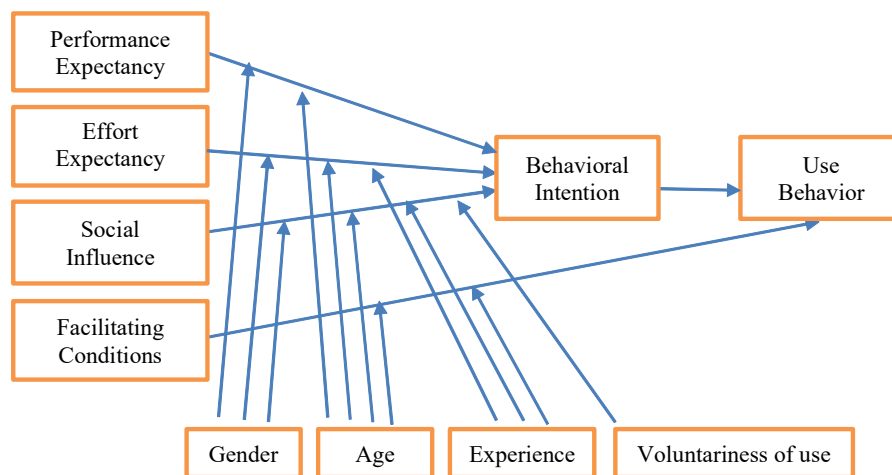 Performance
Expectancy
Effort
Expectancy
Social
Influence
Facilitating
Conditions
Behavioral
Intention
Use
Behavior
Gender
Age
Experience
Voluntariness of use